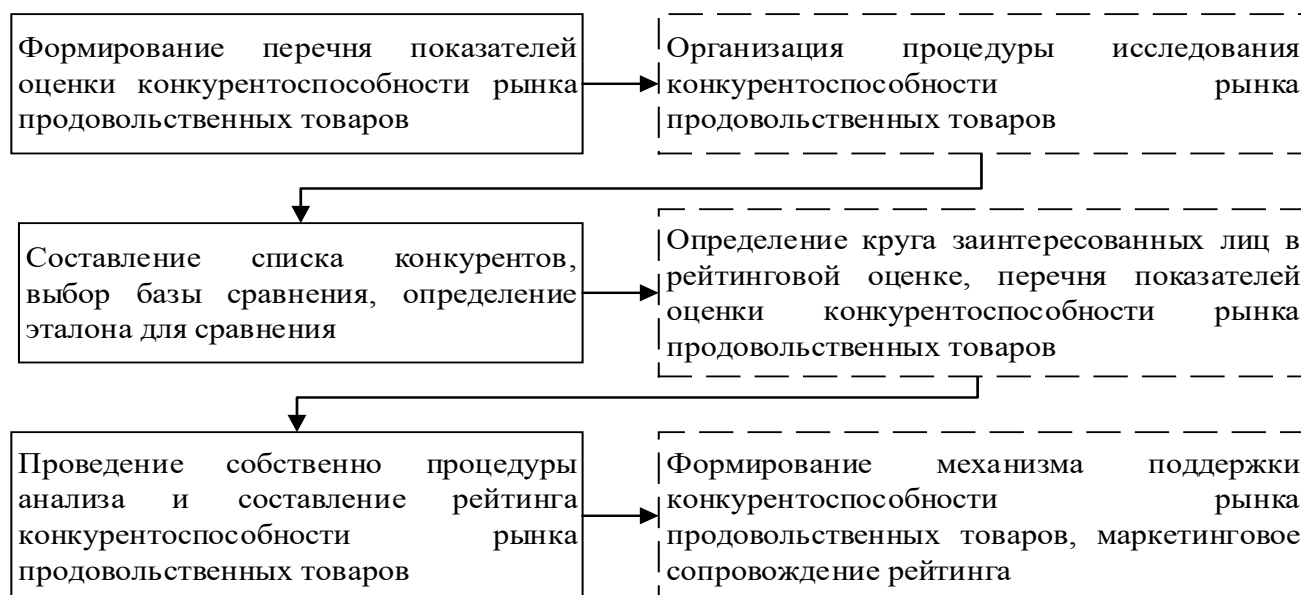 Формирование перечня показателей
оценки конкурентоспособности рынка
продовольственных товаров
Организация процедуры исследования
конкурентоспособности рынка
продовольственных товаров
Составление списка конкурентов,
выбор базы сравнения, определение
эталона для сравнения
Определение круга заинтересованных лиц в
рейтинговой оценке, перечня показателей
оценки конкурентоспособности рынка
продовольственных товаров
Проведение собственно процедуры
анализа и составление рейтинга
конкурентоспособности рынка
продовольственных товаров
Формирование механизма поддержки
конкурентоспособности рынка
продовольственных товаров, маркетинговое
сопровождение рейтинга